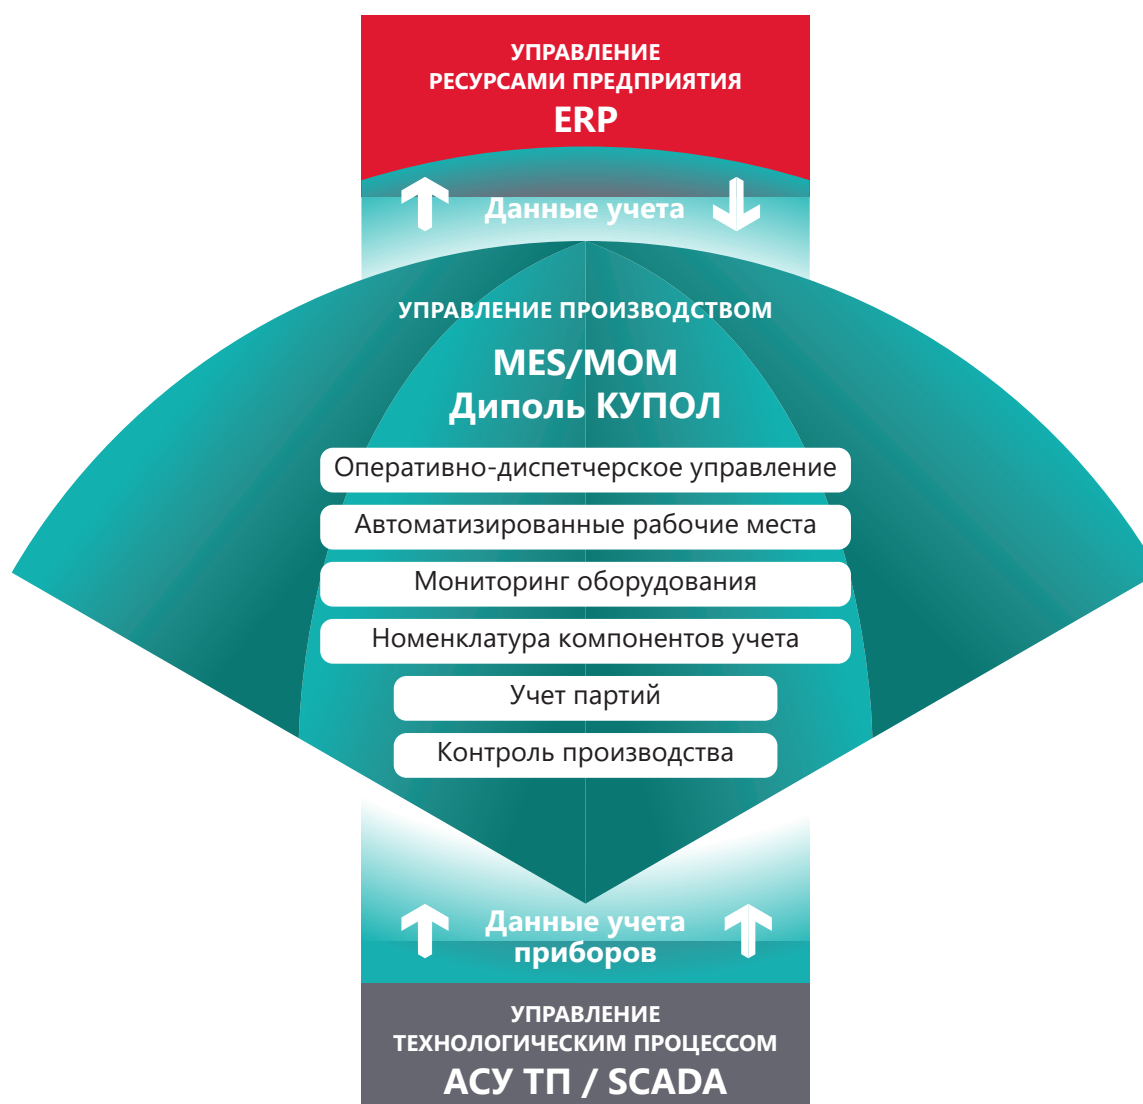 УПРАВЛЕНИЕ
РЕСУРСАМИ ПРЕДПРИЯТИЯ
ERP
Данные учета
УПРАВЛЕНИЕ ПРОИЗВОДСТВОМ
MES/MOM
Диполь КУПОЛ
Оперативно-диспетчерское управление
Автоматизированные рабочие места
Мониторинг оборудования
Номенклатура компонентов учета
Учет партий
Контроль производства
Данные учета
приборов
УПРАВЛЕНИЕ
ТЕХНОЛОГИЧЕСКИМ ПРОЦЕССОМ
АСУ ТП / SCADA